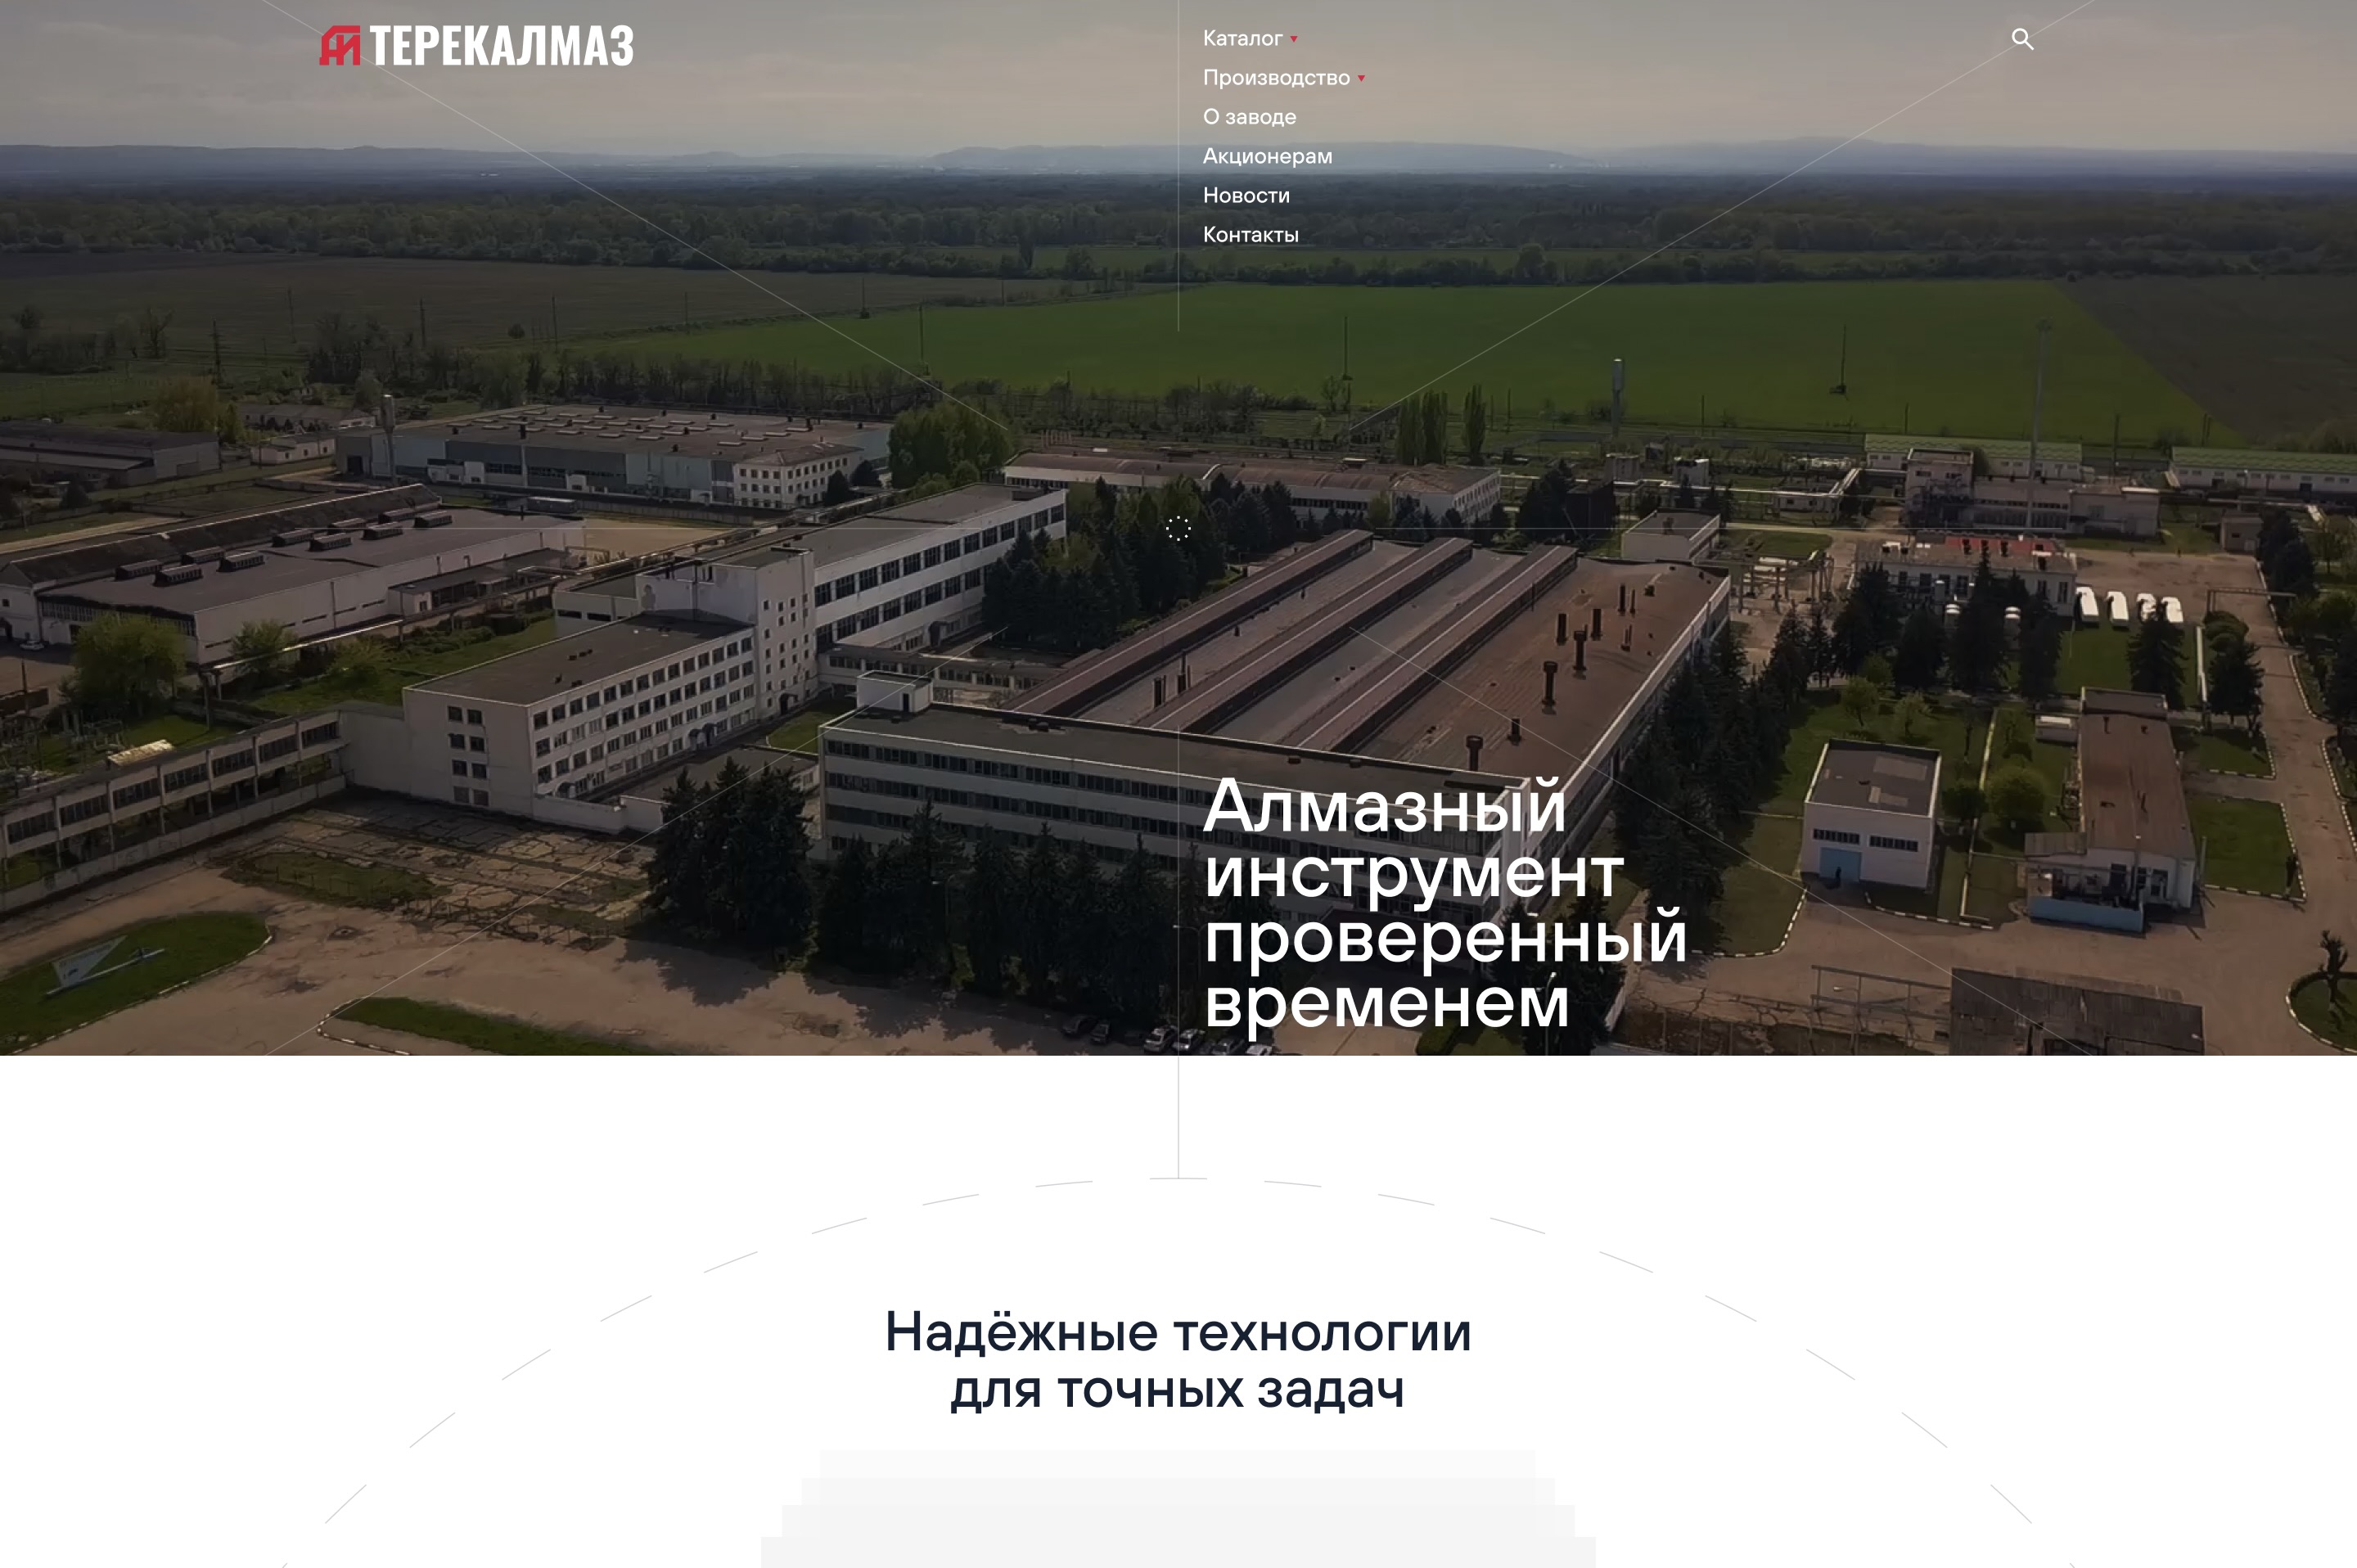 ТЕРЕКАЛМАЗ
Каталог
Производство
О заводе
Акционерам
Новости
Контакты
Алмазный
инструмент
проверенный
временем
Надёжные технологии
для точных задач